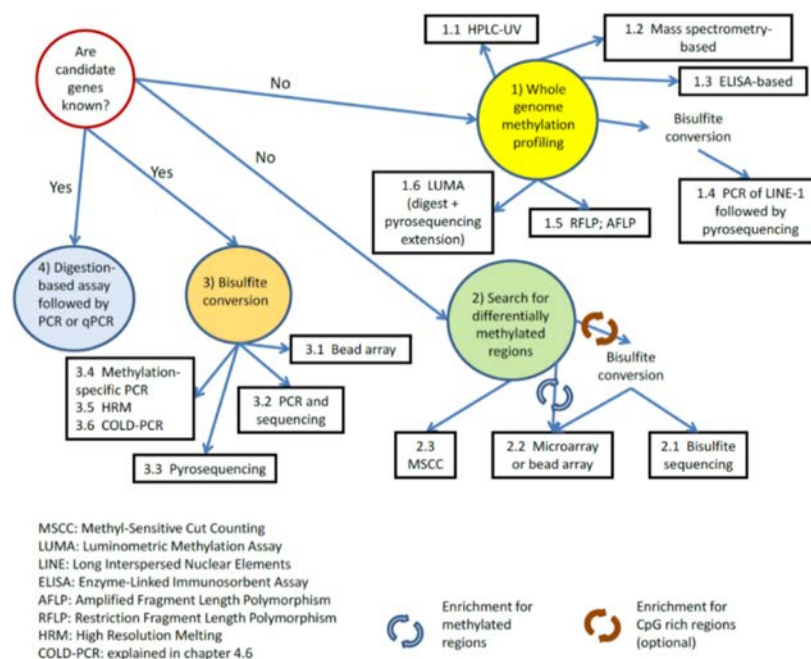 Are
candidate
genes
known?
No
No
Yes
Yes
1.1 HPLC-UV
1.2 Mass spectrometry-
based
1.3 ELISA-based
1) Whole
genome
methylation
profiling
Bisulfite
conversion
1.4 PCR of LINE-1
followed by
pyrosequencing
1.6 LUMA
(digest +
pyrosequencing
extension)
1.5 RFLP; AFLP
4) Digestion-
based assay
followed by
PCR or qPCR
3) Bisulfite
conversion
2) Search for
differentially
methylated
regions
3.1 Bead array
3.4 Methylation-
specific PCR
3.5 HRM
3.6 COLD-PCR
3.2 PCR and
sequencing
3.3 Pyrosequencing
Bisulfite
conversion
2.3
MSCC
2.2 Microarray
or bead array
2.1 Bisulfite
sequencing
MSCC: Methyl-Sensitive Cut Counting
LUMA: Luminometric Methylation Assay
LINE: Long Interspersed Nuclear Elements
ELISA: Enzyme-Linked Immunosorbent Assay
AFLP: Amplified Fragment Length Polymorphism
RFLP: Restriction Fragment Length Polymorphism
HRM: High Resolution Melting
COLD-PCR: explained in chapter 4.6
Enrichment for
methylated
regions
Enrichment for
CpG rich regions
(optional)